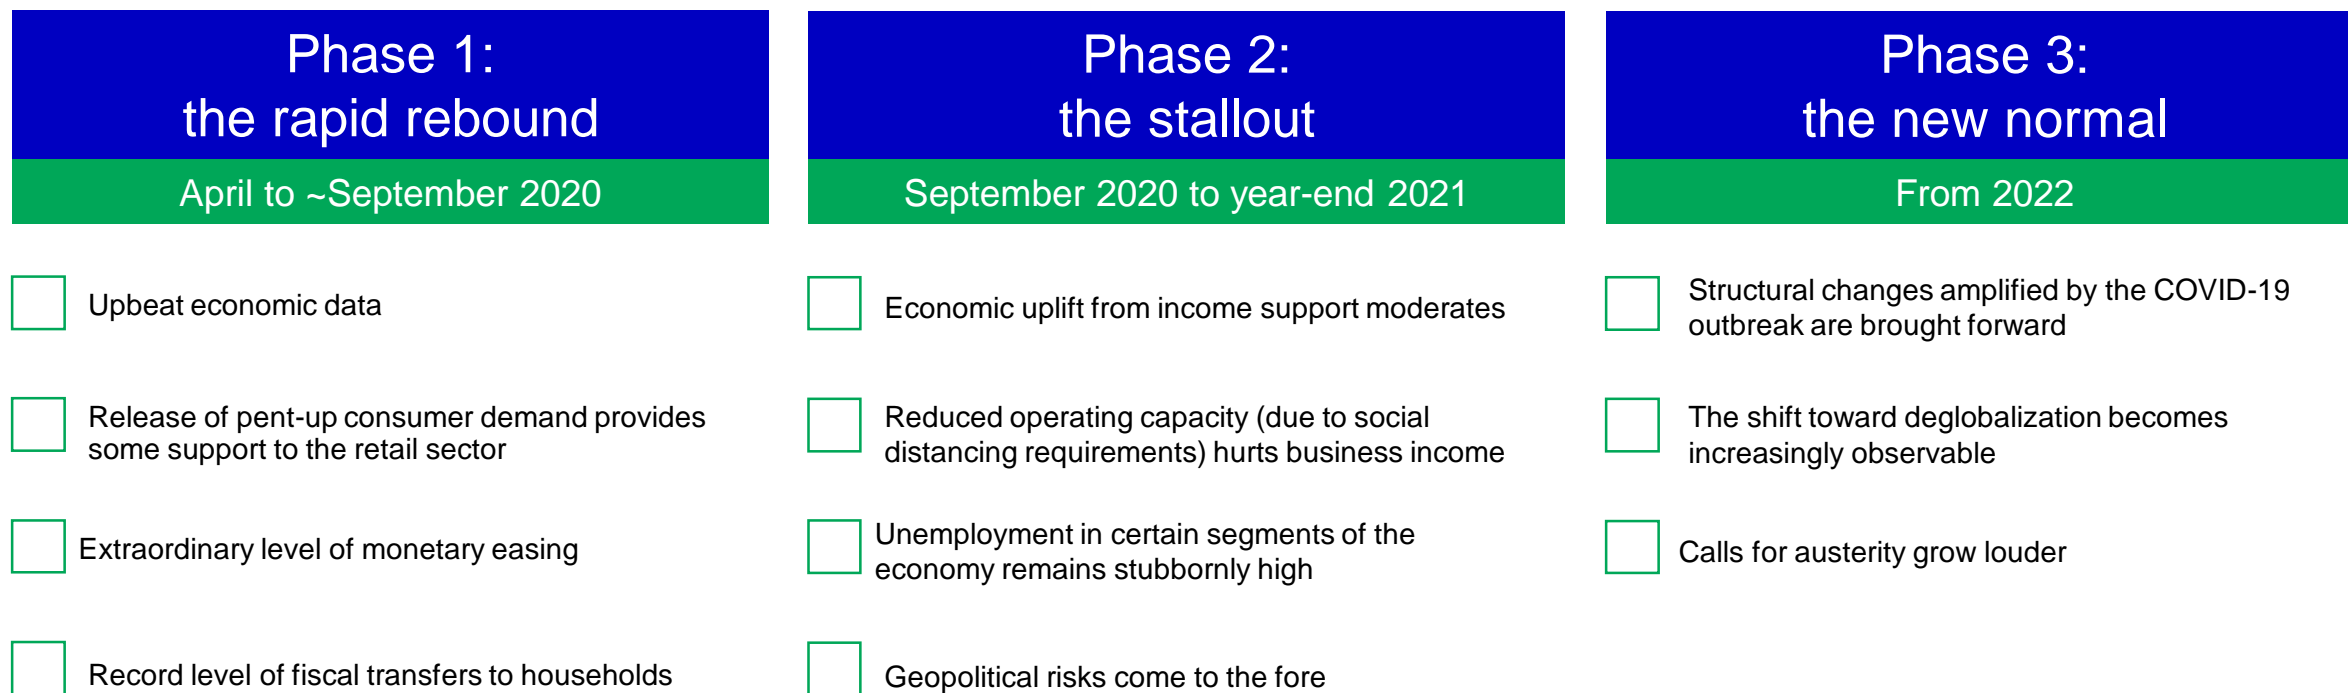 Phase 1:
the rapid rebound
April to ~September 2020
Upbeat economic data
Release of pent-up consumer demand provides
some support to the retail sector
Extraordinary level of monetary easing
Record level of fiscal transfers to households
Phase 2:
the stallout
September 2020 to year-end 2021
Economic uplift from income support moderates
Reduced operating capacity (due to social
distancing requirements) hurts business income
Unemployment in certain segments of the
economy remains stubbornly high
Geopolitical risks come to the fore
Phase 3:
the new normal
From 2022
Structural changes amplified by the COVID-19
outbreak are brought forward
The shift toward deglobalization becomes
increasingly observable
Calls for austerity grow louder